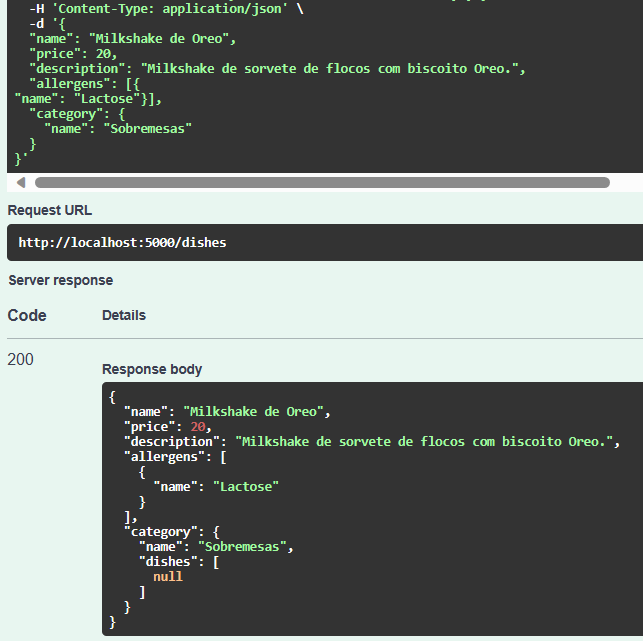 -H 'Content-Type: application/json' \
-d '{
"name": "Milkshake de Oreo",
"price": 20,
"description": "Milkshake de sorvete de flocos com biscoito Oreo.",
"allergens": [{
"name": "Lactose"}],
"category": {
"name": "Sobremesas"
}
}'
Request URL
http://localhost:5000/dishes
Server response
Code Details
200
Response body
{
"name": "Milkshake de Oreo",
"price": 20,
"description": "Milkshake de sorvete de flocos com biscoito Oreo.",
"allergens": [
{
"name": "Lactose"
}
],
"category": {
"name": "Sobremesas",
"dishes": [
null
]
}
}